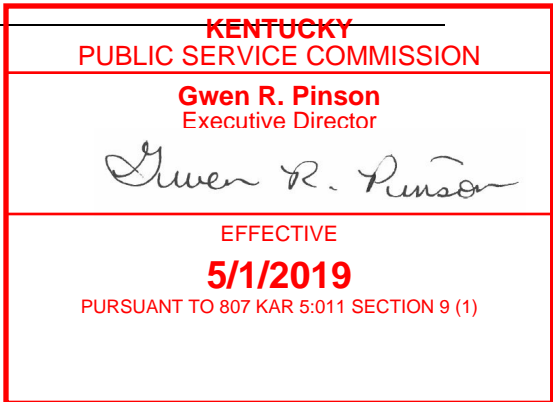 KENTUCKY
PUBLIC SERVICE COMMISSION
Gwen R. Pinson
Executive Director
Gwen R. Pinson
EFFECTIVE
5/1/2019
PURSUANT TO 807 KAR 5:011 SECTION 9 (1)